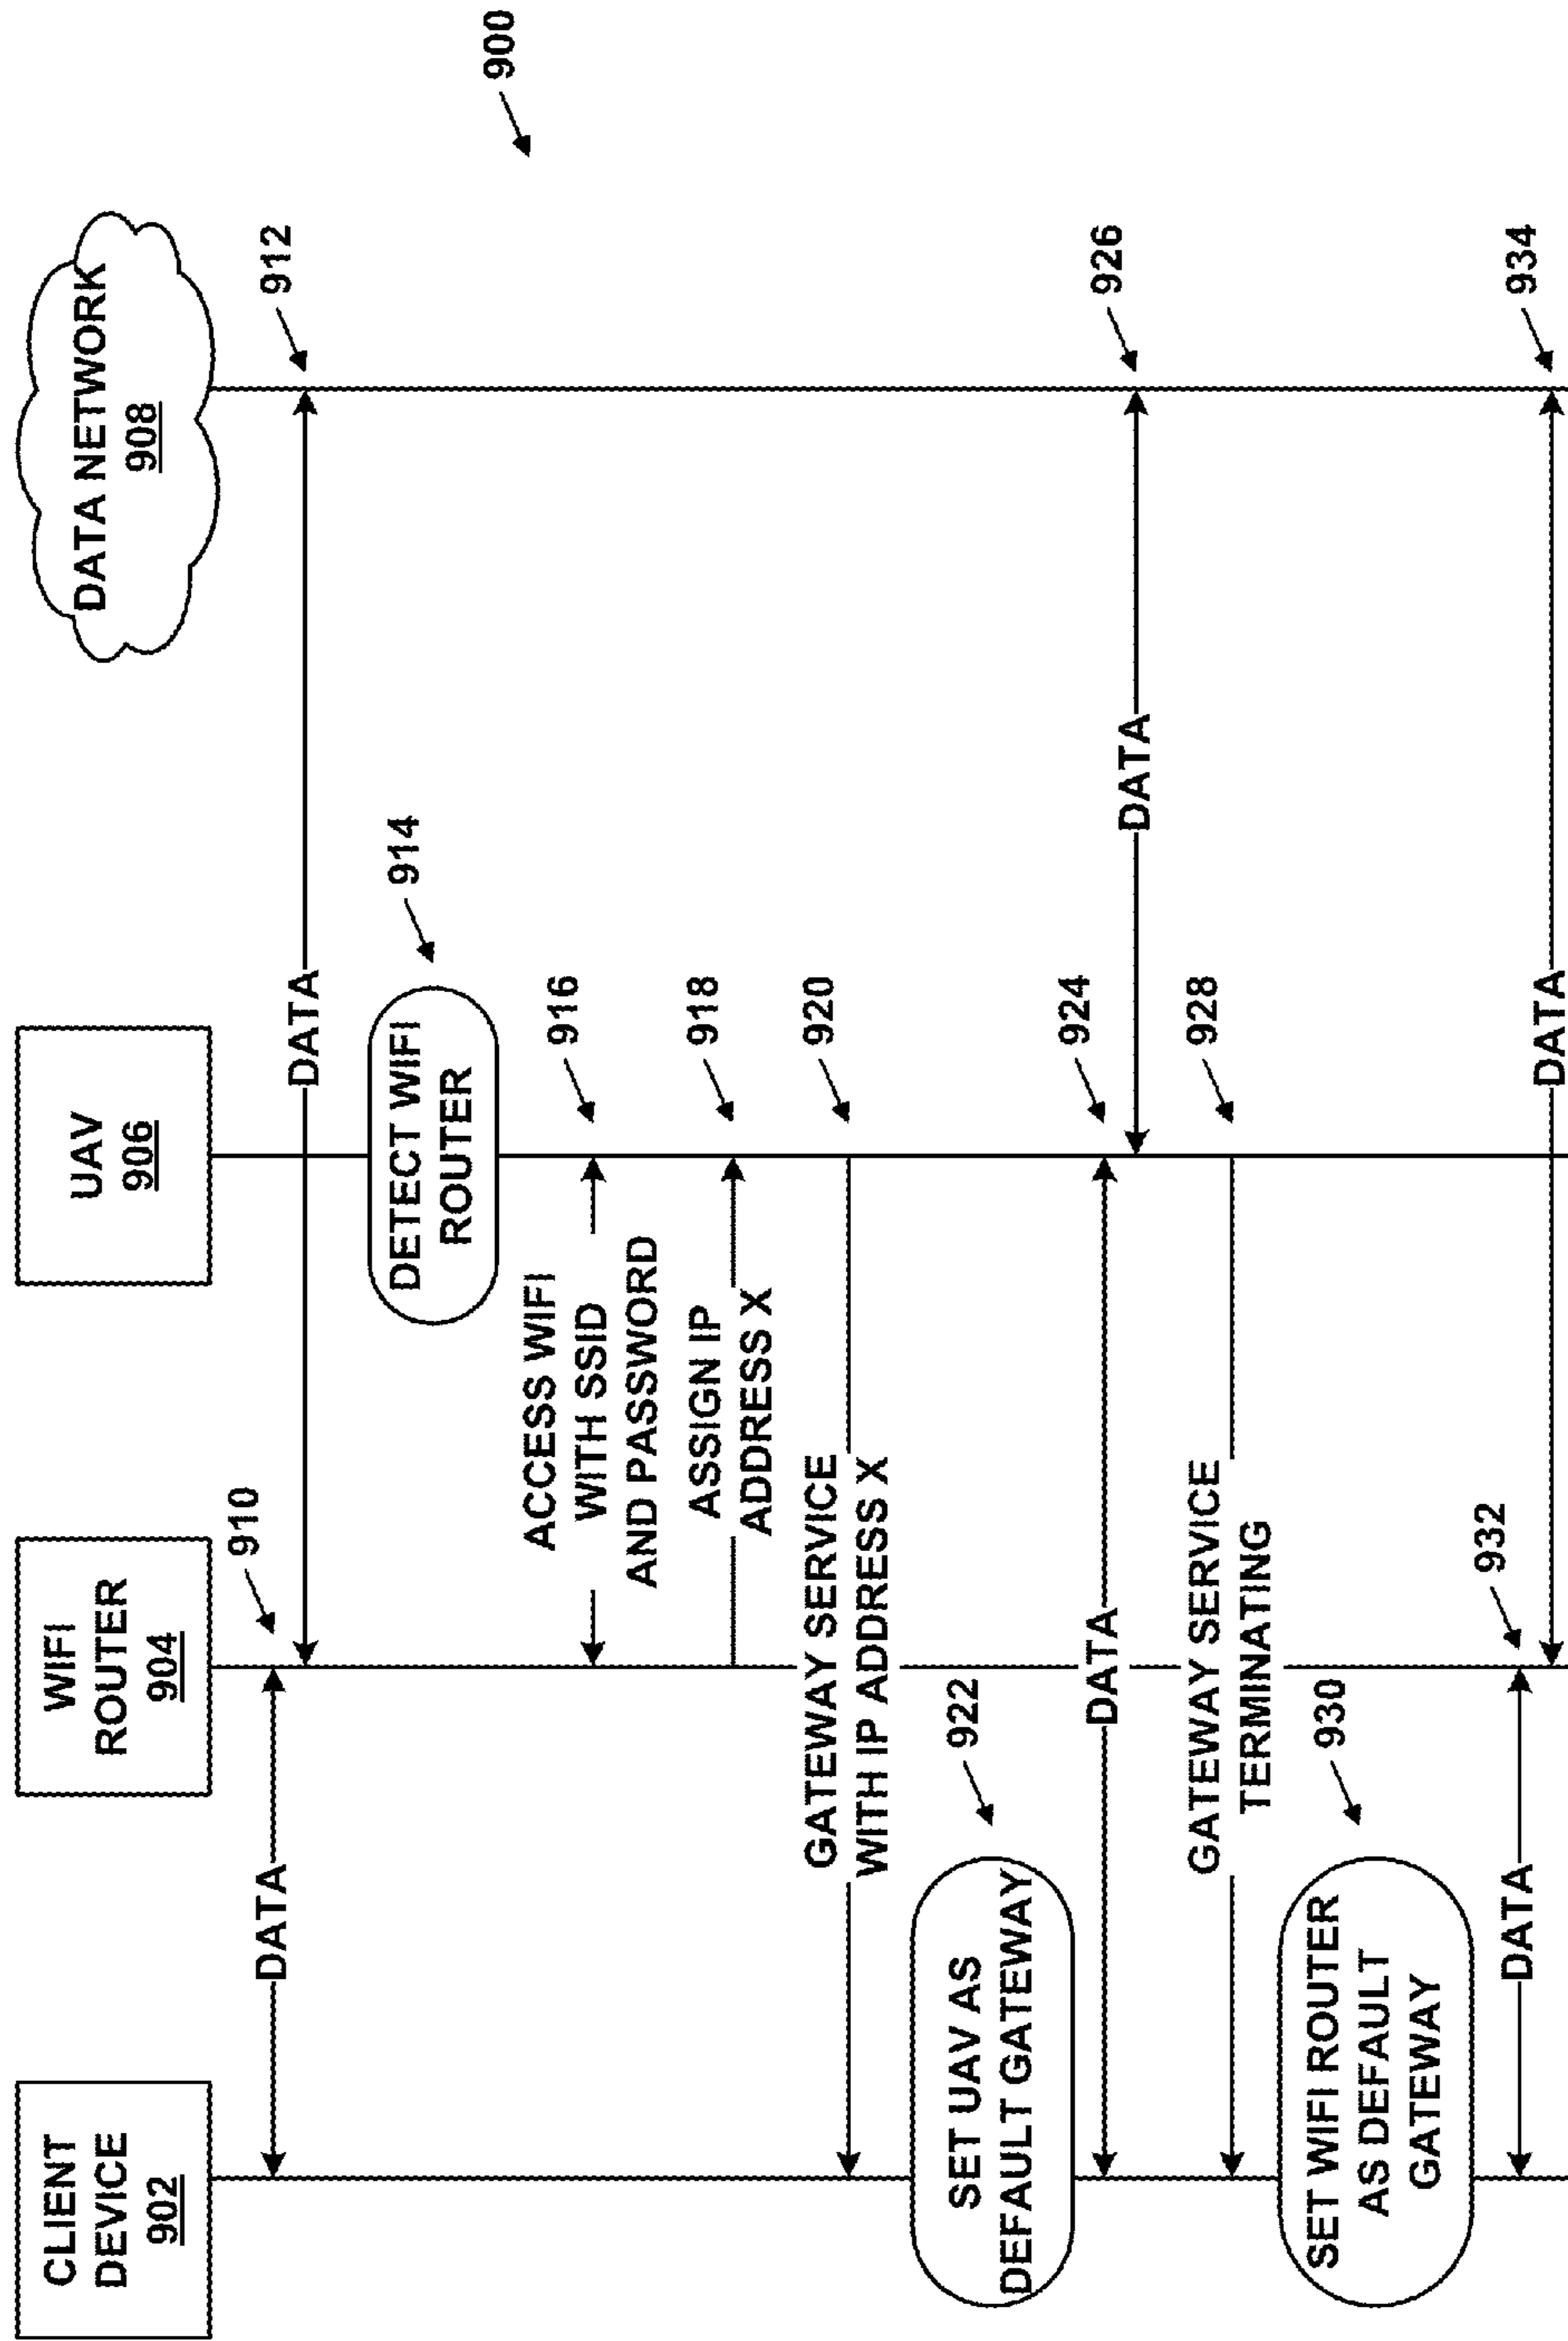 CLIENT
DEVICE
902
WIFI
ROUTER
904
UAV
906
DATA NETWORK
908
900
910
DATA
912
DATA
914
DETECT WIFI
ROUTER
916
ACCESS WIFI
WITH SSID
AND PASSWORD
918
ASSIGN IP
ADDRESS X
920
GATEWAY SERVICE
WITH IP ADDRESS X
922
SET UAV AS
DEFAULT GATEWAY
924
DATA
926
DATA
928
GATEWAY SERVICE
TERMINATING
930
SET WIFI ROUTER
AS DEFAULT
GATEWAY
932
DATA
934
DATA